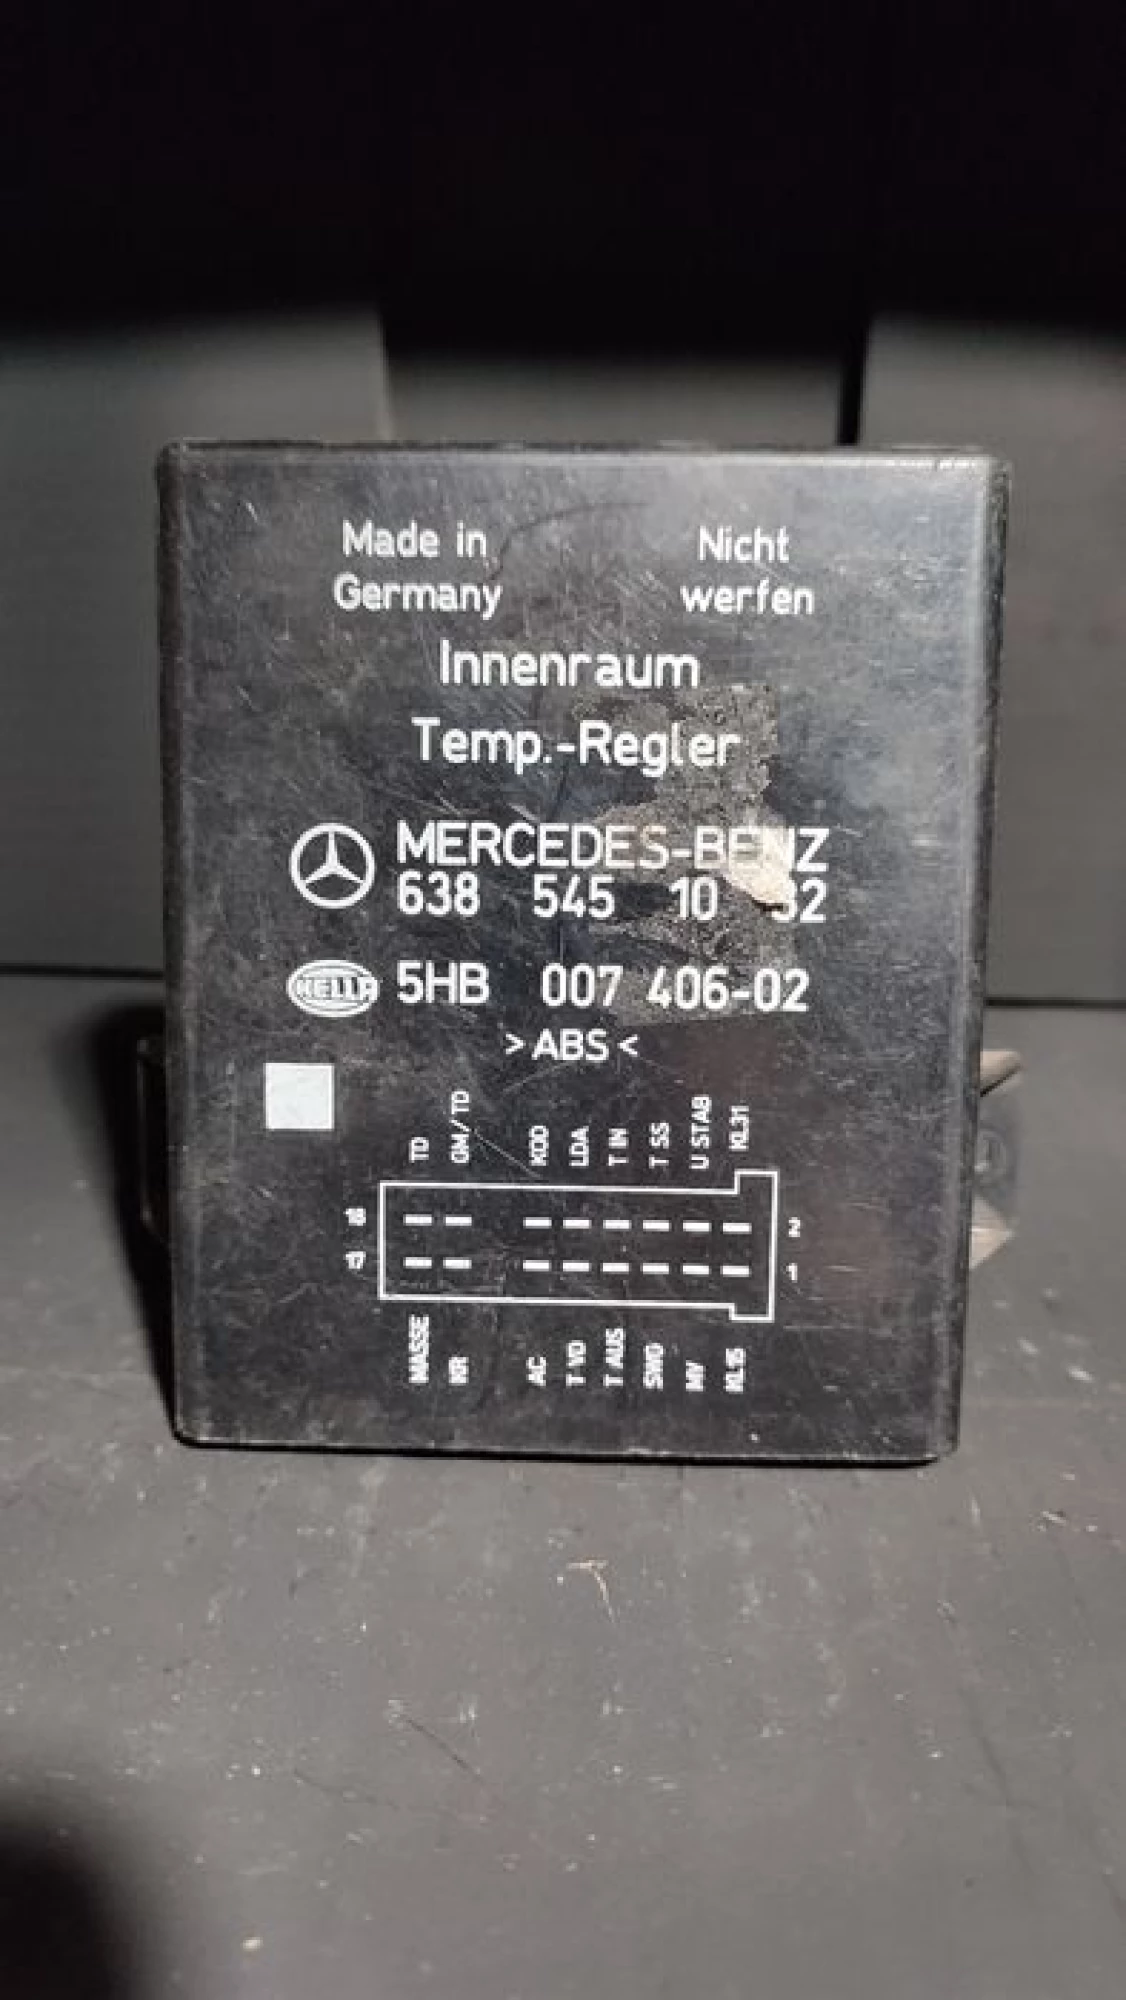 Made in Nicht
Germany werfen
Innenraum
Temp.-Regler
MERCEDES-BENZ
638 545 10 32
HELLA 5HB 007 406-02
>ABS<
TD GM/TD KOD LDA T IN T SS U STAB KL31
18 2
17 1
MASSE KR AC T VD T AUS SWG MV KL15